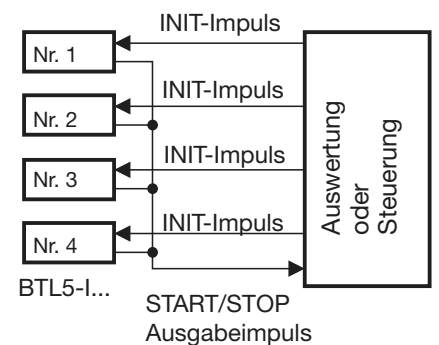 INIT-Impuls
Nr. 1
INIT-Impuls
Nr. 2
INIT-Impuls
Nr. 3
INIT-Impuls
Nr. 4
Auswertung
oder
Steuerung
BTL5-I...
START/STOP
Ausgabeimpuls